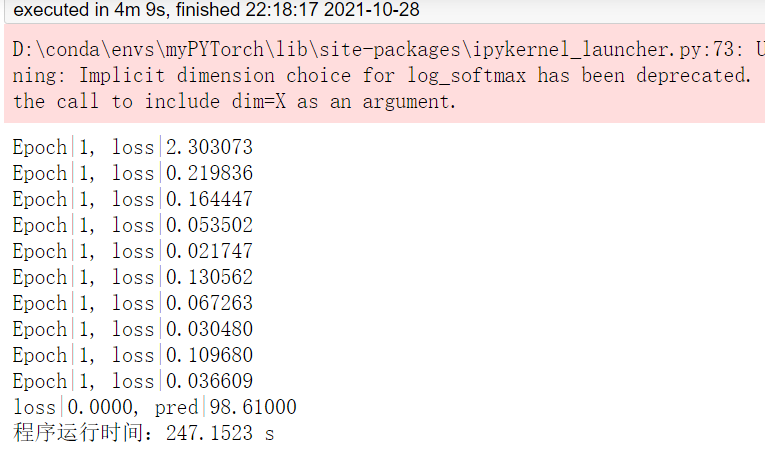 executed in 4m 9s, finished 22:18:17 2021-10-28
D:\conda\envs\myPYTorch\lib\site-packages\ipykernel_launcher.py:73: U
ning: Implicit dimension choice for log_softmax has been deprecated.
the call to include dim=X as an argument.
Epoch|1, loss|2.303073
Epoch|1, loss|0.219836
Epoch|1, loss|0.164447
Epoch|1, loss|0.053502
Epoch|1, loss|0.021747
Epoch|1, loss|0.130562
Epoch|1, loss|0.067263
Epoch|1, loss|0.030480
Epoch|1, loss|0.109680
Epoch|1, loss|0.036609
loss|0.0000, pred|98.61000
程序运行时间：247.1523 s